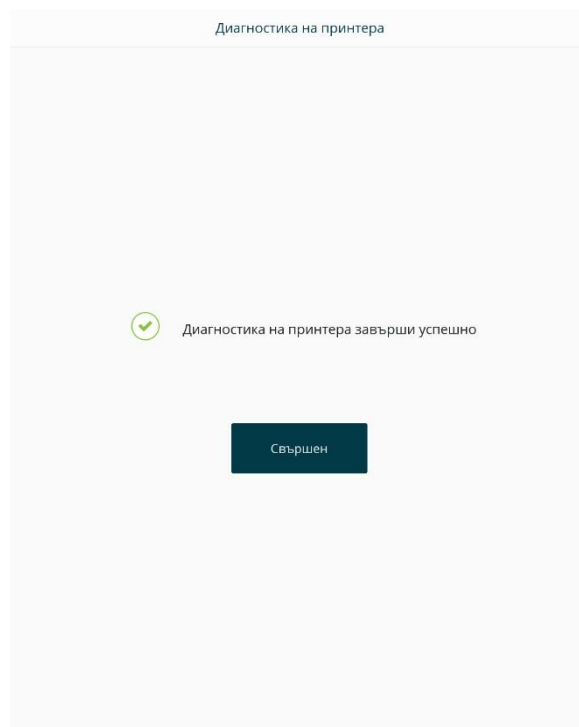 Диагностика на принтера
Диагностика на принтера завърши успешно
Свършен